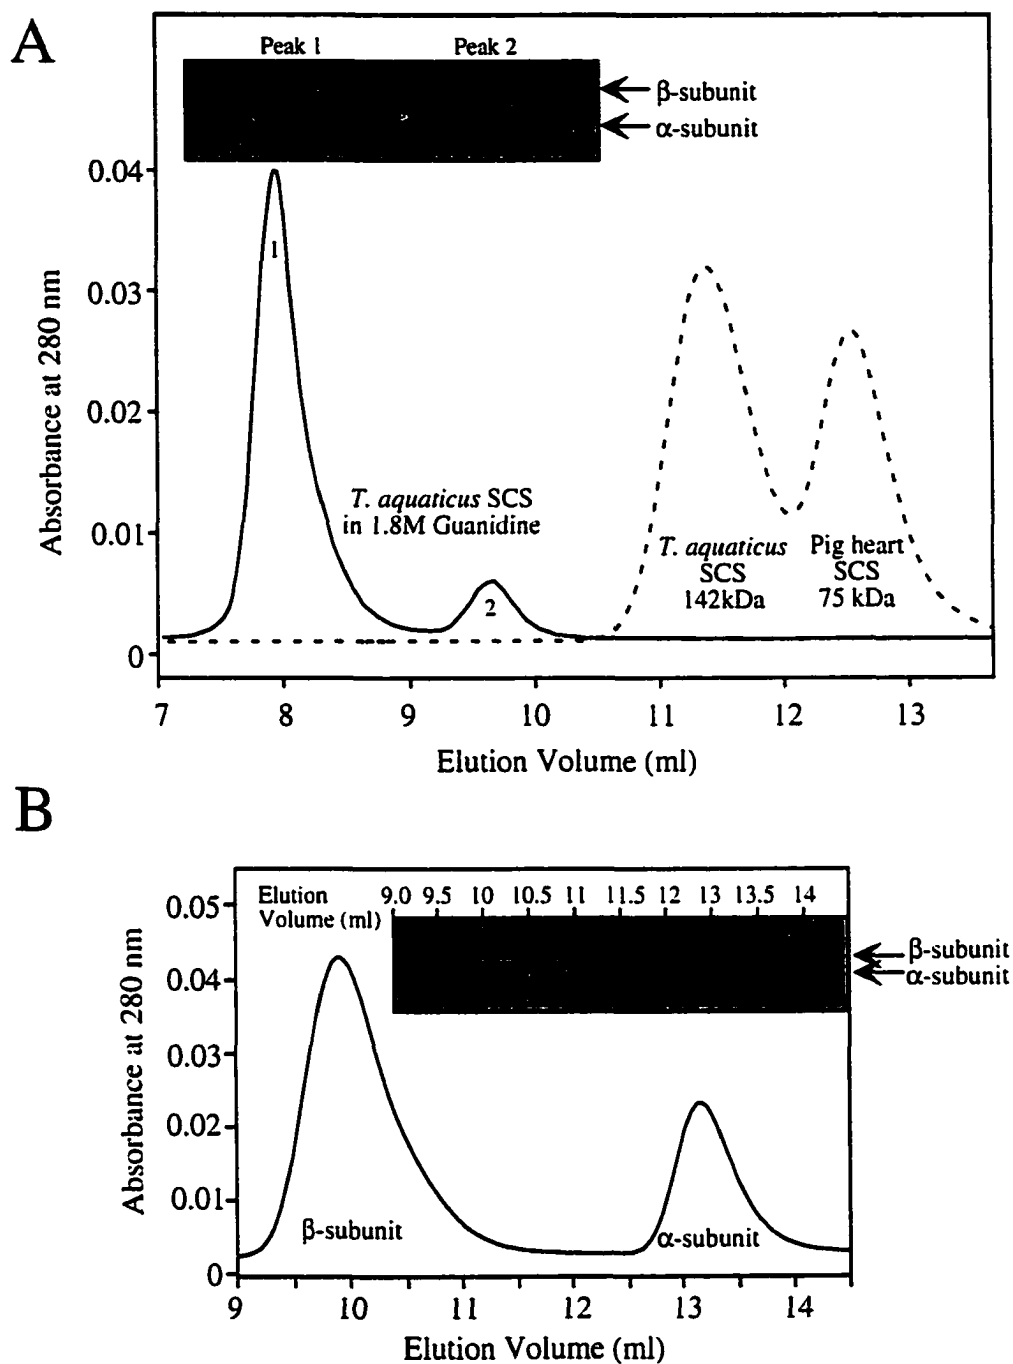 A
Peak 1 Peak 2
β-subunit
α-subunit
0.04
0.03
0.02
0.01
0
Absorbance at 280 nm
1
2
T. aquaticus SCS
in 1.8M Guanidine
T. aquaticus
SCS
142kDa
Pig heart
SCS
75 kDa
7 8 9 10 11 12 13
Elution Volume (ml)
B
Elution
Volume (ml)
9.0 9.5 10 10.5 11 11.5 12 13 13.5 14
β-subunit
α-subunit
0.05
0.04
0.03
0.02
0.01
0
Absorbance at 280 nm
β-subunit
α-subunit
9 10 11 12 13 14
Elution Volume (ml)